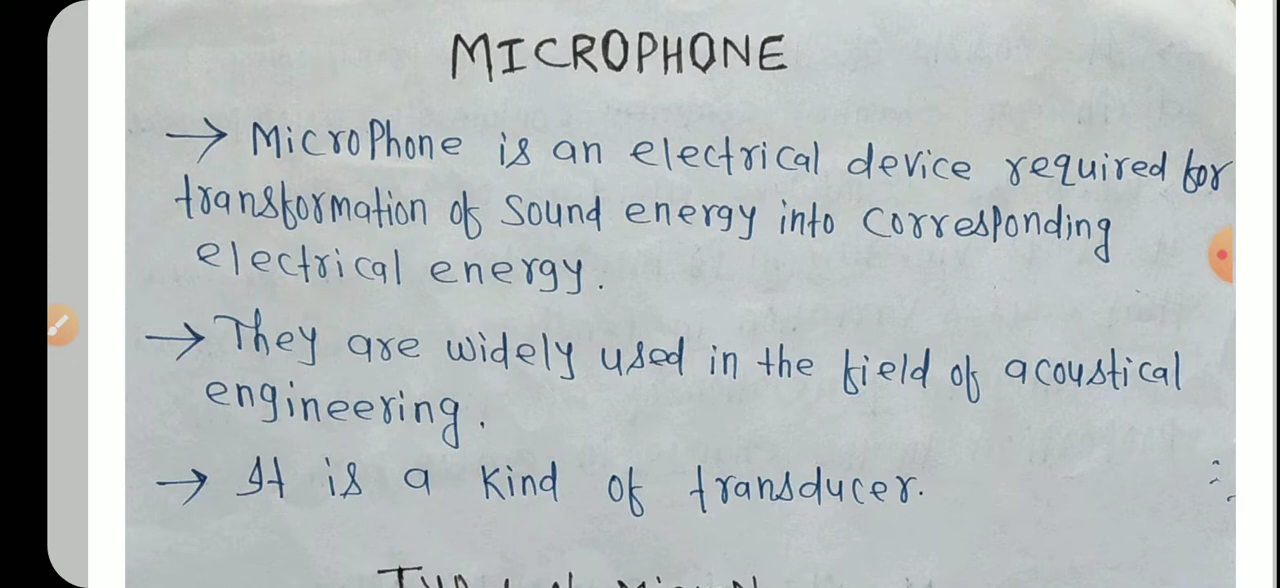 MICROPHONE
→ Microphone is an electrical device required for
transformation of sound energy into corresponding
electrical energy.
→ They are widely used in the field of acoustical
engineering.
→ It is a kind of transducer.